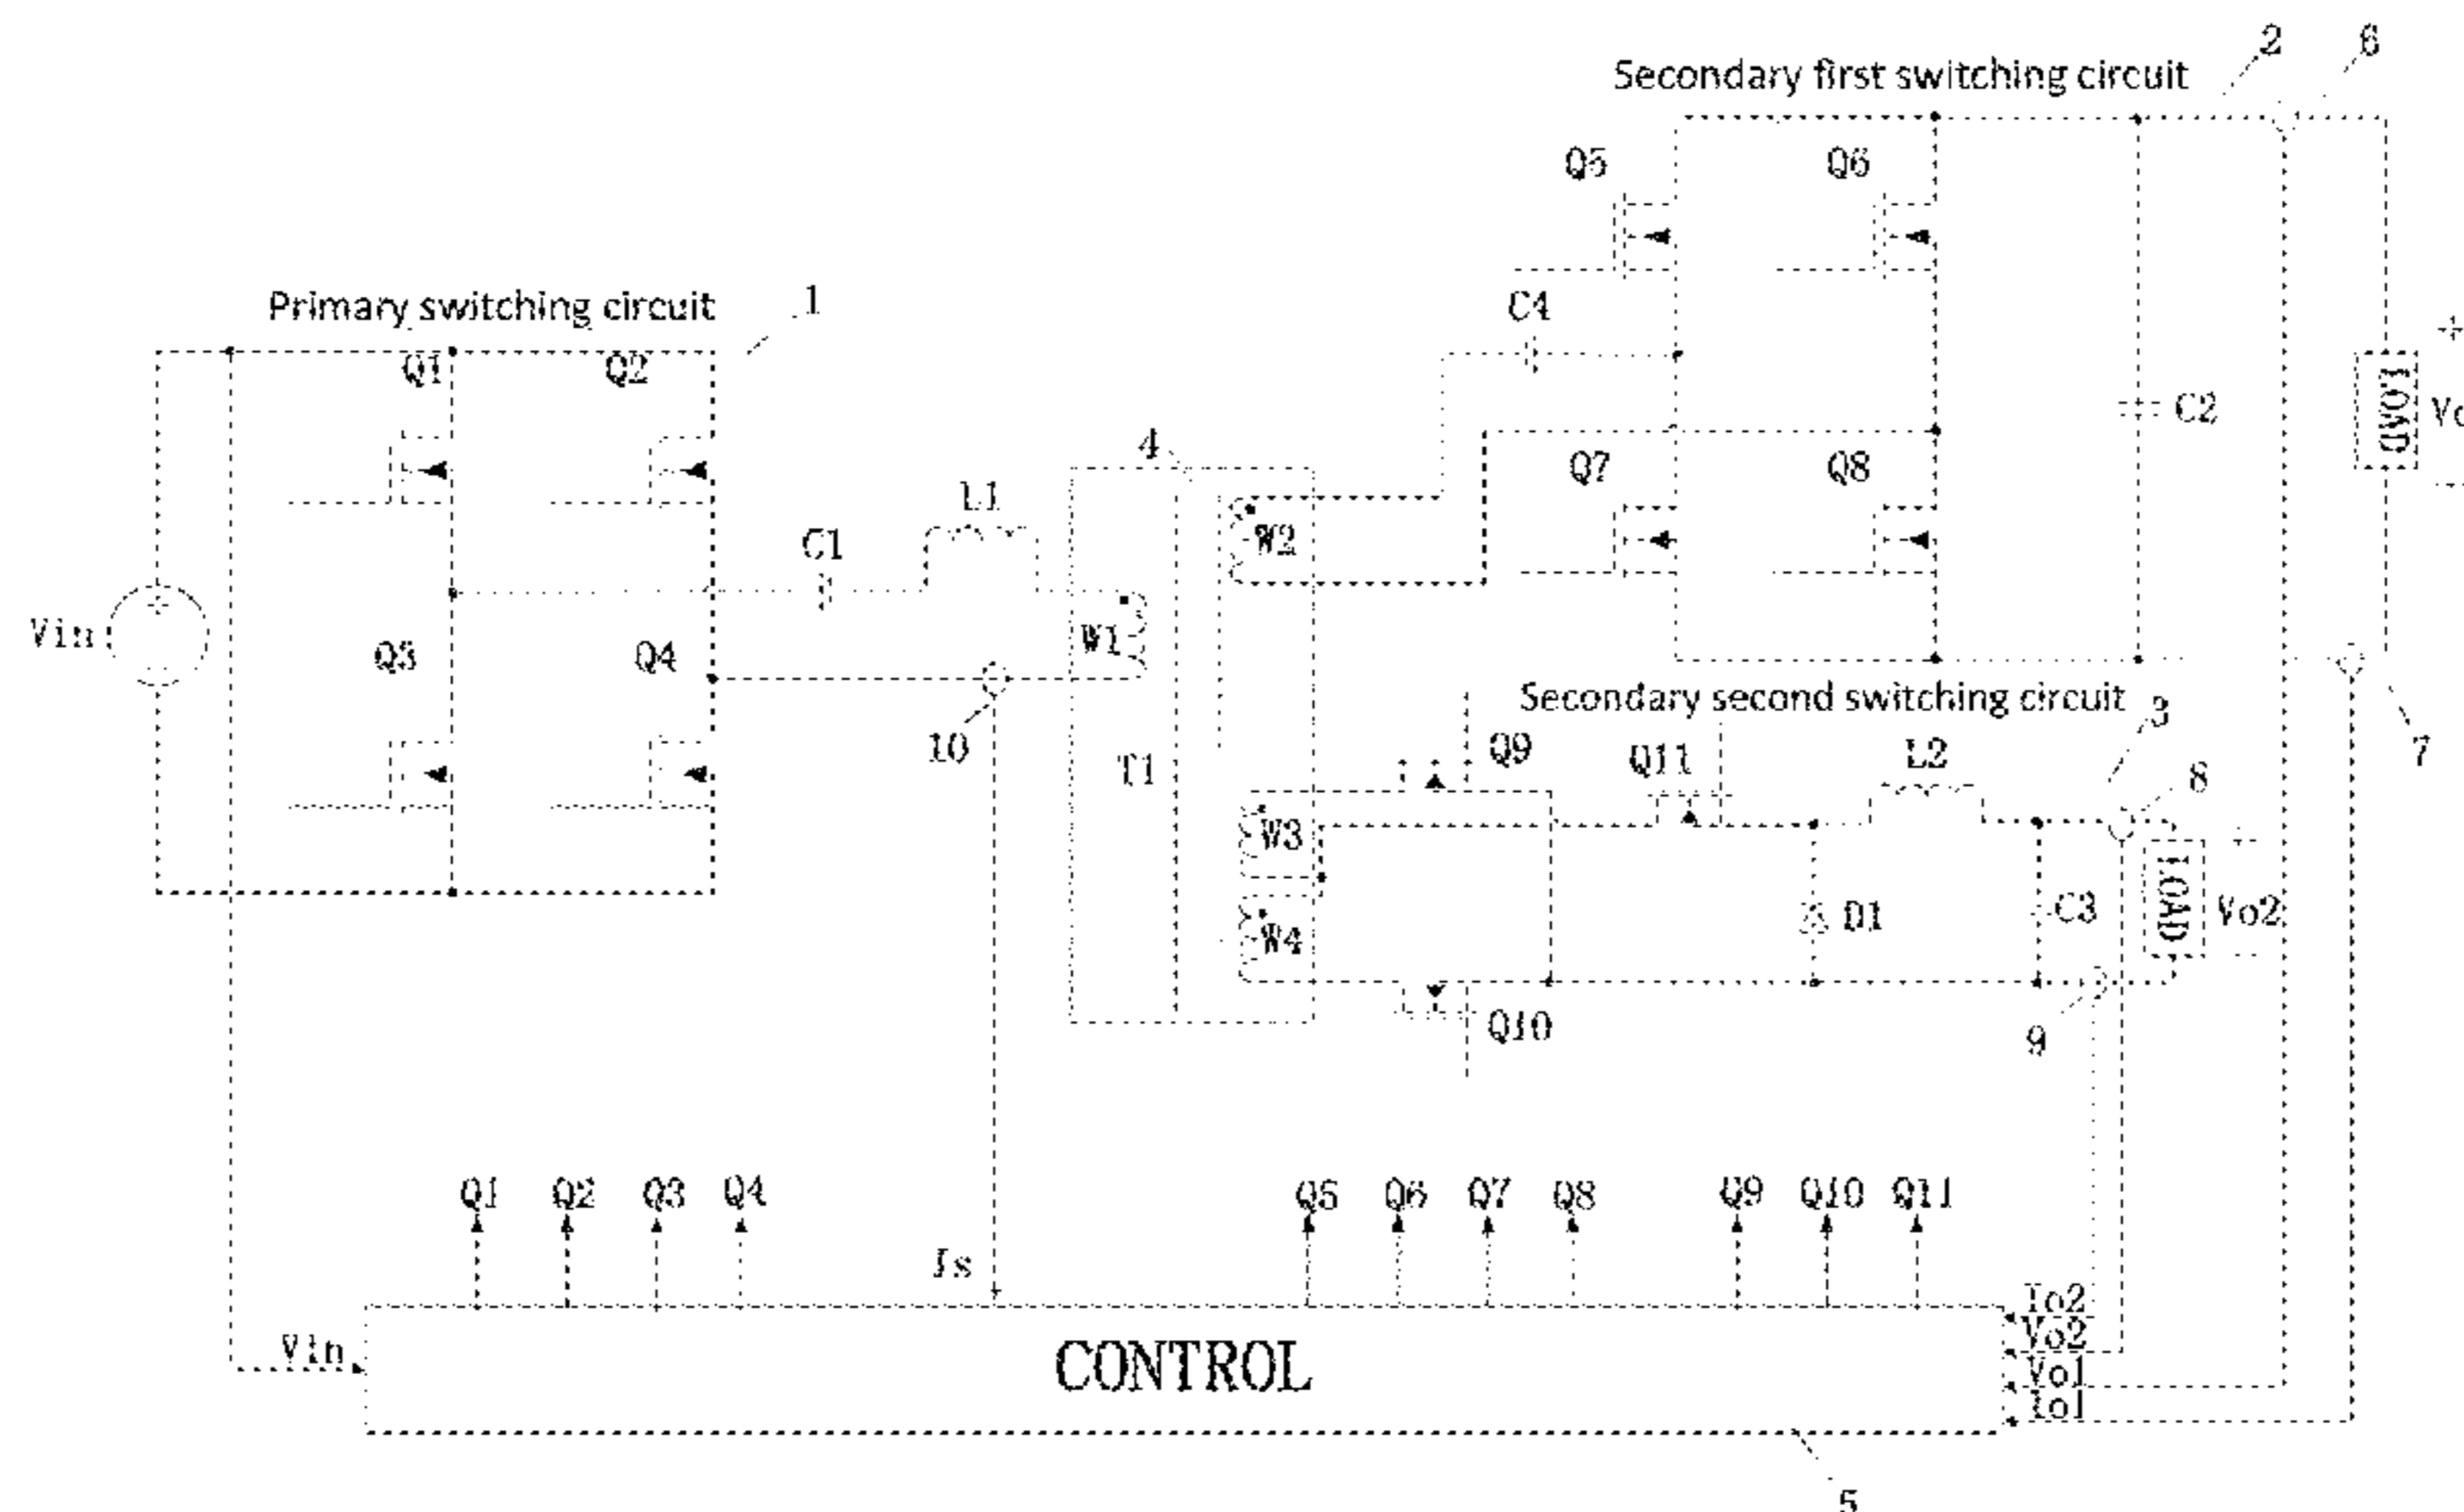 2
6
Secondary first switching circuit
Q5
Q6
Primary switching circuit
1
C4
Q1
Q2
C2
LOAD
4
Q7
Q8
L1
C1
W2
Vin
W1
Q3
Q4
Secondary second switching circuit
3
10
T1
Q9
Q11
L2
8
7
W3
W4
D1
C3
LOAD
Vo2
Q10
9
Q1
Q2
Q3
Q4
Q5
Q6
Q7
Q8
Q9
Q10
Q11
Is
Vin
CONTROL
Io2
Vo2
Vo1
Io1
5